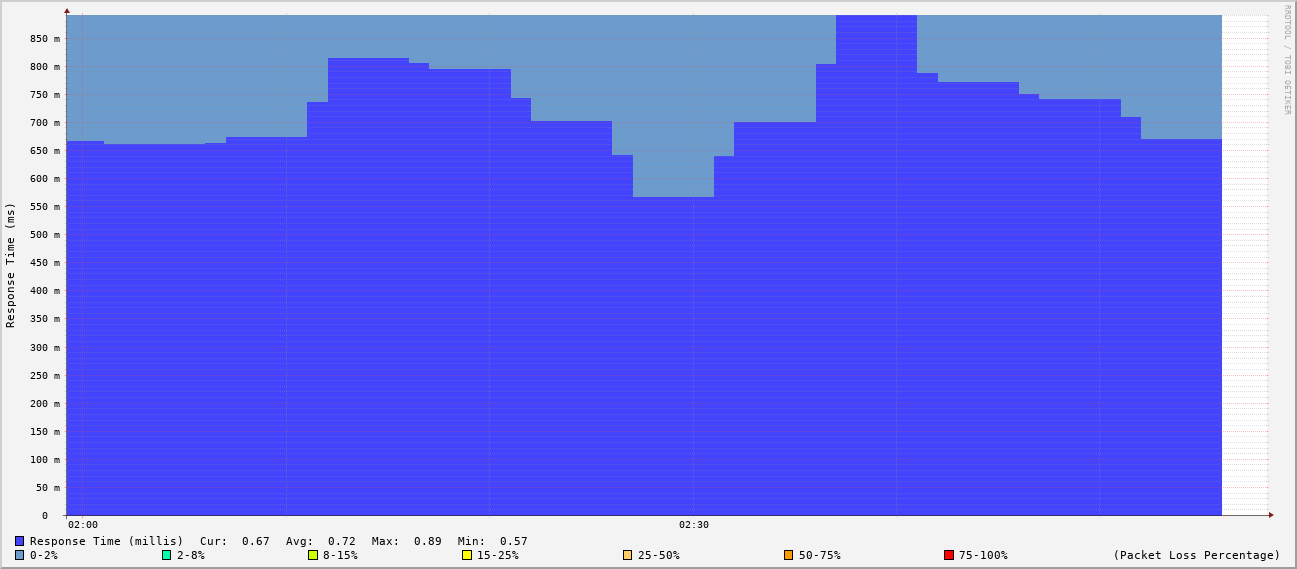 RRDTOOL / TOBI OETIKER
Response Time (ms)
850 m
800 m
750 m
700 m
650 m
600 m
550 m
500 m
450 m
400 m
350 m
300 m
250 m
200 m
150 m
100 m
50 m
0
02:00 02:30
Response Time (millis) Cur: 0.67 Avg: 0.72 Max: 0.89 Min: 0.57
0-2% 2-8% 8-15% 15-25% 25-50% 50-75% 75-100% (Packet Loss Percentage)